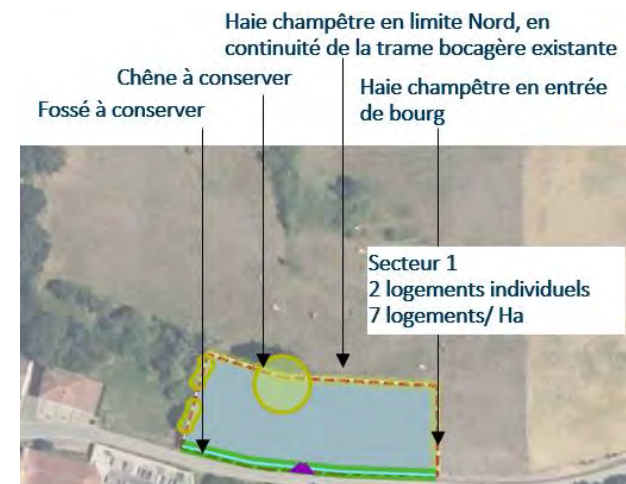 Haie champêtre en limite Nord, en
continuité de la trame bocagère existante
Chêne à conserver
Haie champêtre en entrée
de bourg
Fossé à conserver
Secteur 1
2 logements individuels
7 logements/ Ha